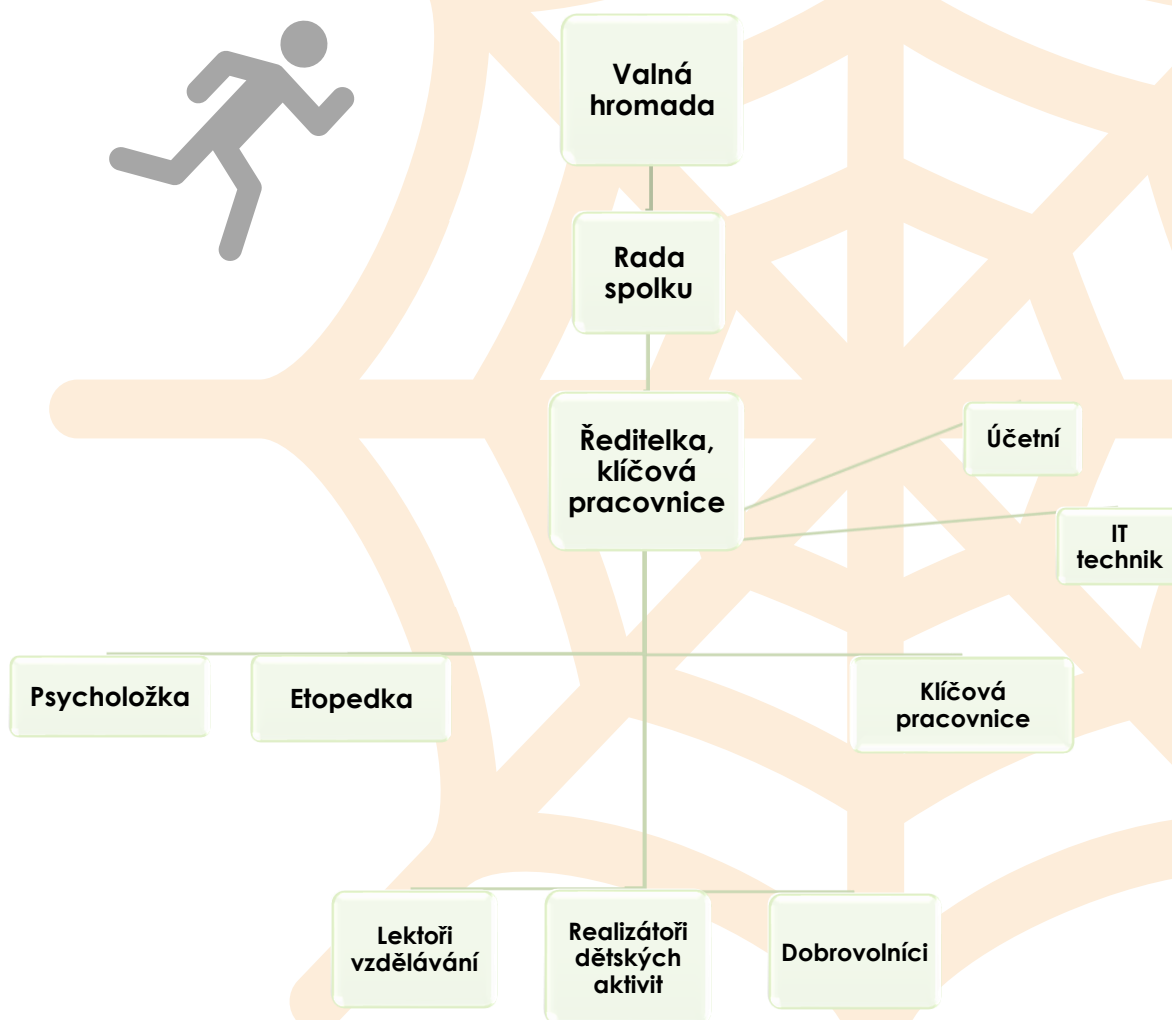 Valná
hromada
Rada
spolku
Ředitelka,
klíčová
pracovnice
Účetní
IT
technik
Psycholožka
Etopedka
Klíčová
pracovnice
Lektoři
vzdělávání
Realizátoři
dětských
aktivit
Dobrovolníci